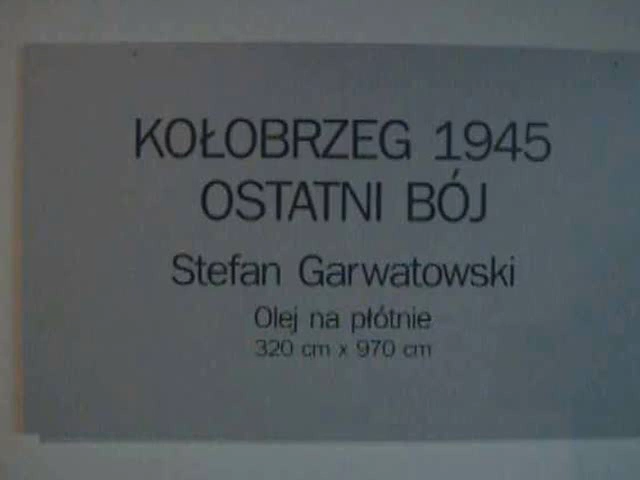 KOŁOBRZEG 1945
OSTATNI BÓJ
Stefan Garwatowski
Olej na płótnie
320 cm x 970 cm